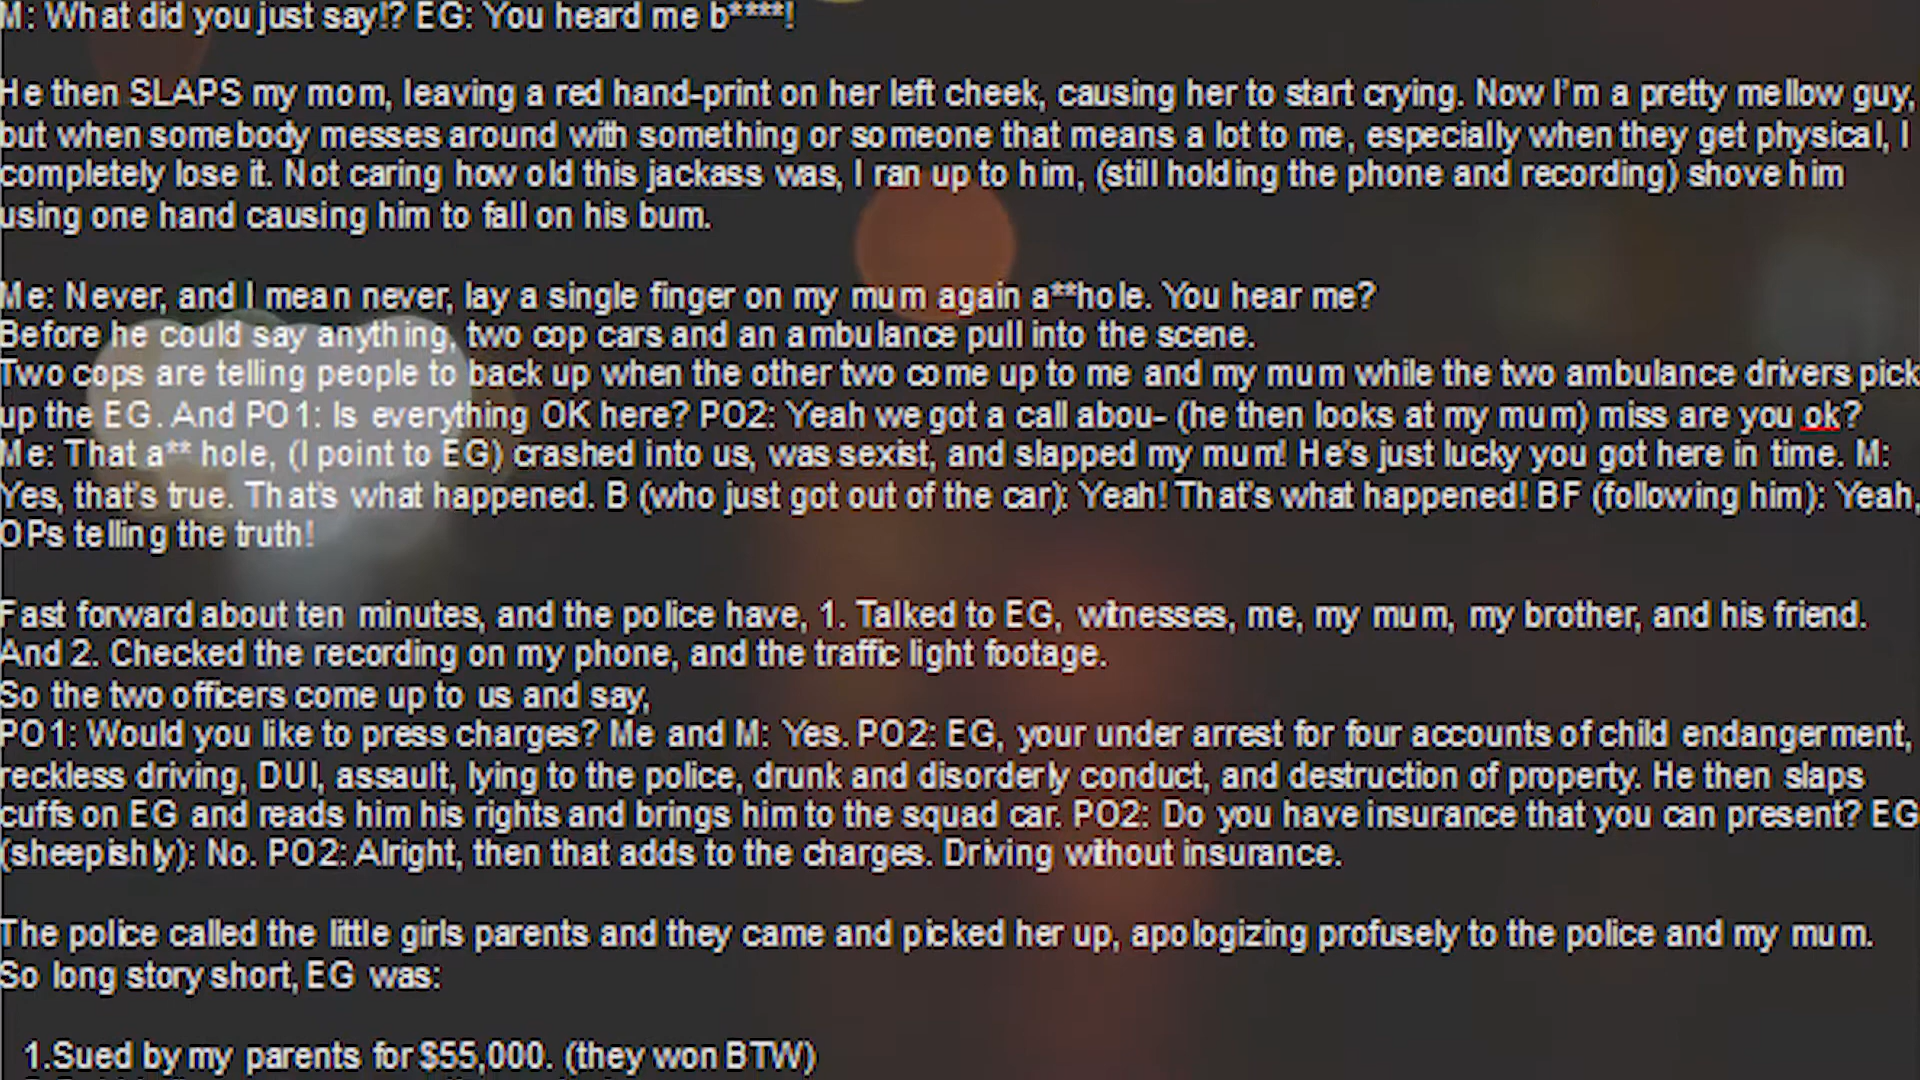 M: What did you just say!? EG: You heard me b****!
He then SLAPS my mom, leaving a red hand-print on her left cheek, causing her to start crying. Now I'm a pretty mellow guy,
but when somebody messes around with something or someone that means a lot to me, especially when they get physical, I
completely lose it. Not caring how old this jackass was, I ran up to him, (still holding the phone and recording) shove him
using one hand causing him to fall on his bum.
Me: Never, and I mean never, lay a single finger on my mum again a**hole. You hear me?
Before he could say anything, two cop cars and an ambulance pull into the scene.
Two cops are telling people to back up when the other two come up to me and my mum while the two ambulance drivers pick
up the EG. And PO1: Is everything OK here? PO2: Yeah we got a call abou- (he then looks at my mum) miss are you ok?
Me: That a** hole, (I point to EG) crashed into us, was sexist, and slapped my mum! He's just lucky you got here in time. M:
Yes, that's true. That's what happened. B (who just got out of the car): Yeah! That's what happened! BF (following him): Yeah,
OPs telling the truth!
Fast forward about ten minutes, and the police have, 1. Talked to EG, witnesses, me, my mum, my brother, and his friend.
And 2. Checked the recording on my phone, and the traffic light footage.
So the two officers come up to us and say,
PO1: Would you like to press charges? Me and M: Yes. PO2: EG, your under arrest for four accounts of child endangerment,
reckless driving, DUI, assault, lying to the police, drunk and disorderly conduct, and destruction of property. He then slaps
cuffs on EG and reads him his rights and brings him to the squad car. PO2: Do you have insurance that you can present? EG
(sheepishly): No. PO2: Alright, then that adds to the charges. Driving without insurance.
The police called the little girls parents and they came and picked her up, apologizing profusely to the police and my mum.
So long story short, EG was:
1.Sued by my parents for $55,000. (they won BTW)